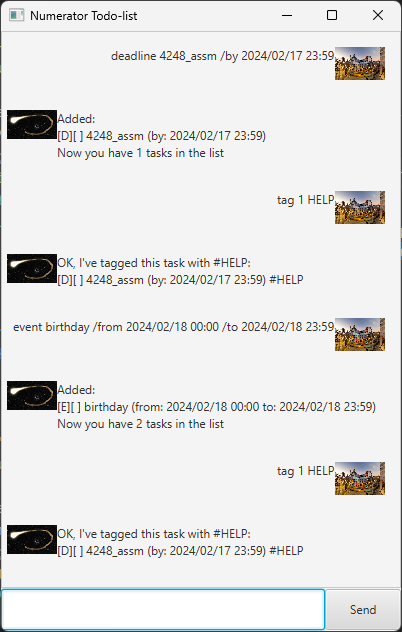 Numerator Todo-list
deadline 4248_assm /by 2024/02/17 23:59
Added:
[D][ ] 4248_assm (by: 2024/02/17 23:59)
Now you have 1 tasks in the list
tag 1 HELP
OK, I've tagged this task with #HELP:
[D][ ] 4248_assm (by: 2024/02/17 23:59) #HELP
event birthday /from 2024/02/18 00:00 /to 2024/02/18 23:59
Added:
[E][ ] birthday (from: 2024/02/18 00:00 to: 2024/02/18 23:59)
Now you have 2 tasks in the list
tag 1 HELP
OK, I've tagged this task with #HELP:
[D][ ] 4248_assm (by: 2024/02/17 23:59) #HELP
Send